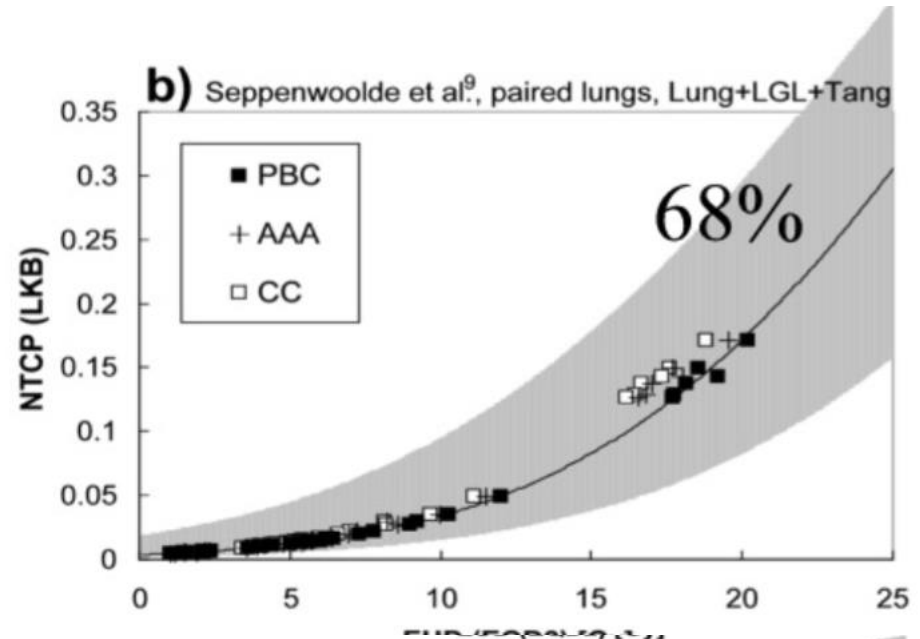 b) Seppenwoolde et al.⁹, paired lungs, Lung+LGL+Tang
0.35
0.3
0.25
0.2
0.15
0.1
0.05
0
NTCP (LKB)
PBC
AAA
CC
68%
0 5 10 15 20 25